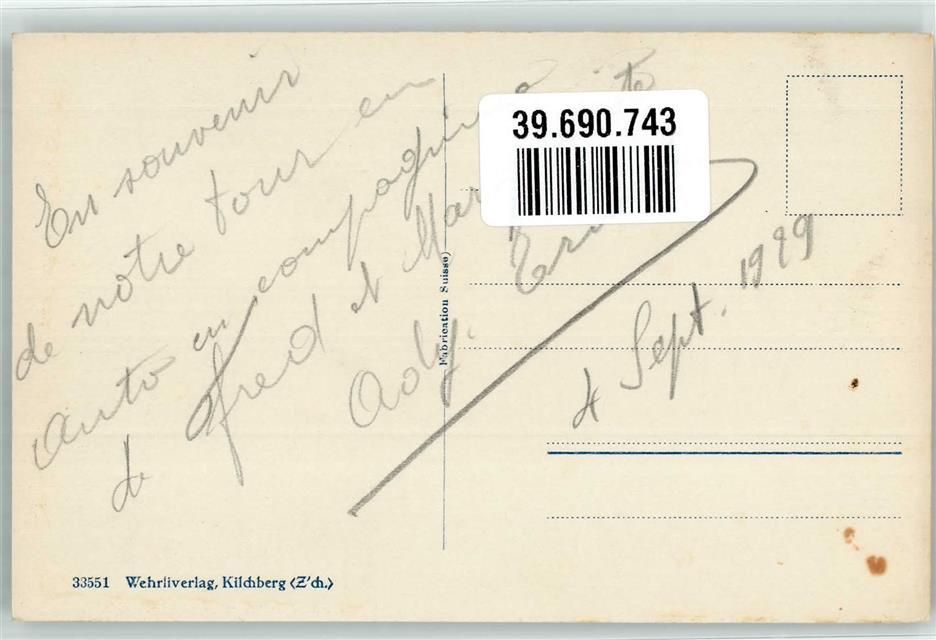 En souvenir
de notre tour en
auto en compagnie
de fred et
Ady.
4 Sept. 1929
39.690.743
Fabrication Suisse
33551 Wehrliverlag, Kilchberg (Z'ch.)